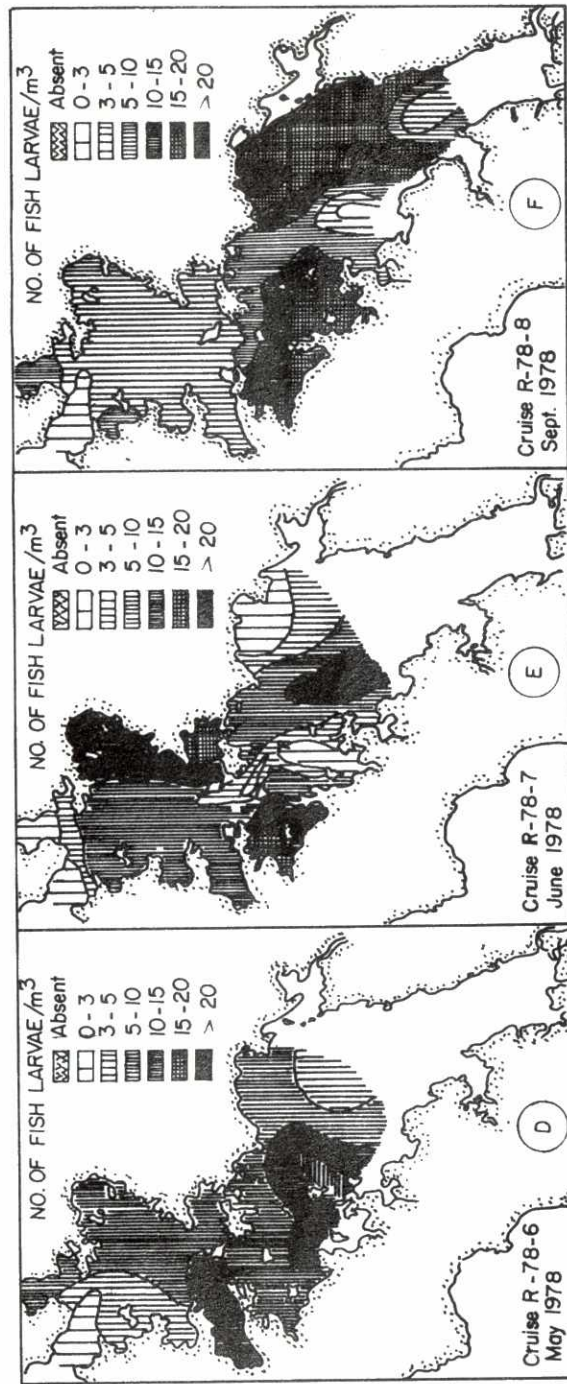 NO. OF FISH LARVAE/m³
Absent
0 - 3
3 - 5
5 - 10
10 - 15
15 - 20
> 20
Cruise R-78-6
May 1978
D
NO. OF FISH LARVAE/m³
Absent
0 - 3
3 - 5
5 - 10
10 - 15
15 - 20
> 20
Cruise R-78-7
June 1978
E
NO. OF FISH LARVAE/m³
Absent
0 - 3
3 - 5
5 - 10
10 - 15
15 - 20
> 20
Cruise R-78-8
Sept. 1978
F